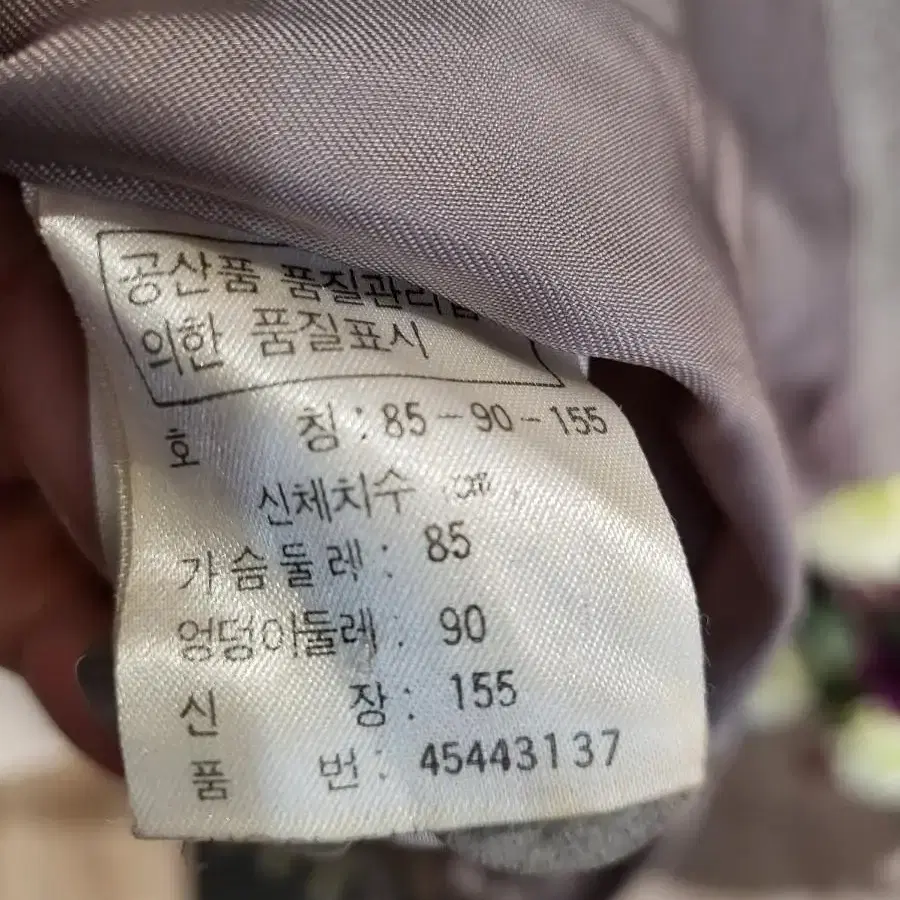 공산품 품질관리법
의한 품질표시
호 칭 : 85-90-155
신체치수 cm
가슴둘레 : 85
엉덩이둘레 : 90
신 장 : 155
품 번 : 45443137